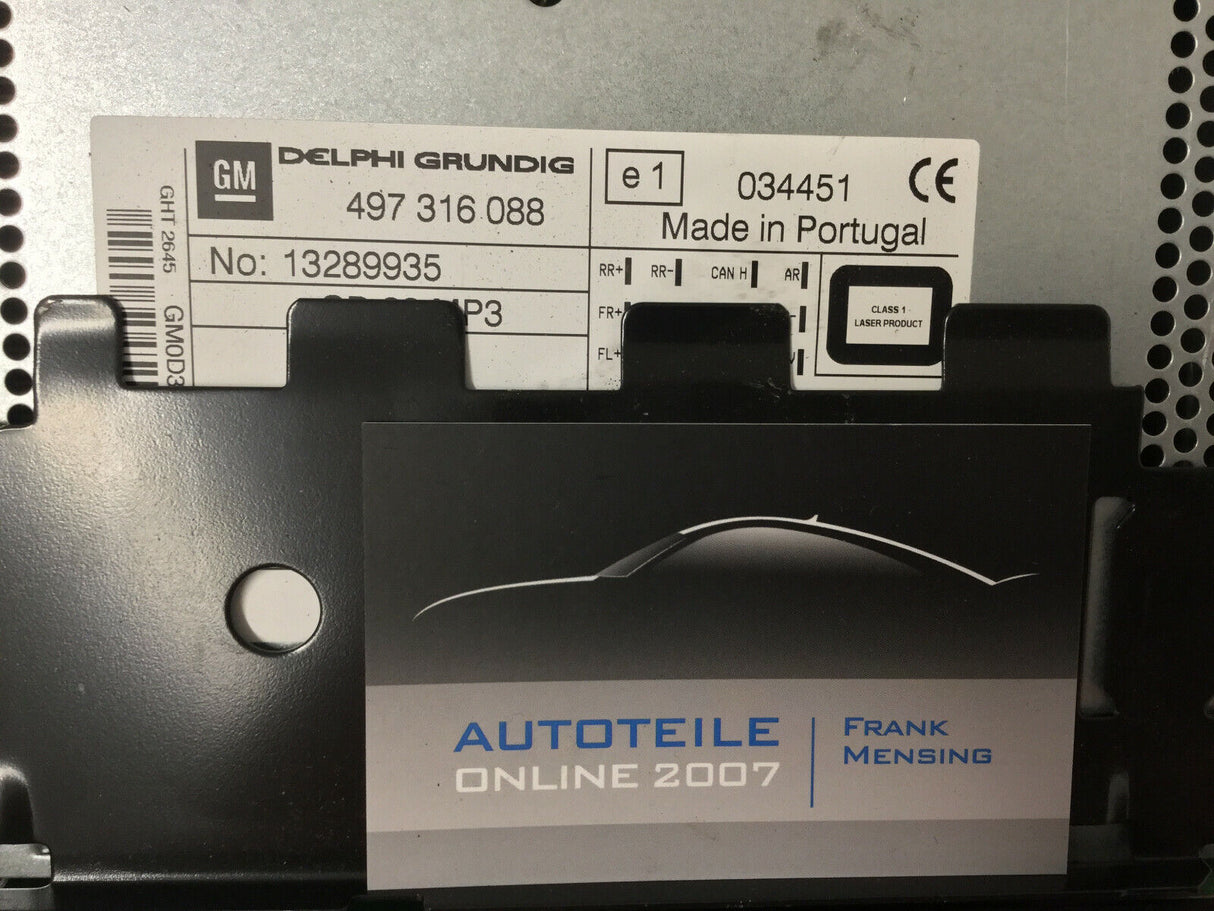 GM
DELPHI GRUNDIG
497 316 088
e 1
034451
CE
Made in Portugal
GHT 2645
No: 13289935
RR+
RR-
CAN H
AR
MP3
FR+
FL+
CLASS 1
LASER PRODUCT
AUTOTEILE
ONLINE 2007
FRANK
MENSING